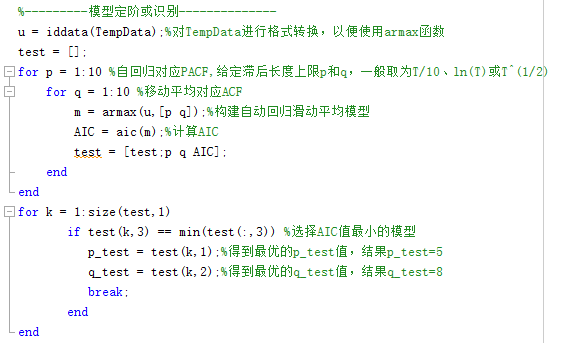 %---------模型定阶或识别--------------
u = iddata(TempData);%对TempData进行格式转换，以便使用armax函数
test = [];
for p = 1:10 %自回归对应PACF,给定滞后长度上限p和q，一般取为T/10、ln(T)或T^(1/2)
for q = 1:10 %移动平均对应ACF
m = armax(u,[p q]);%构建自动回归滑动平均模型
AIC = aic(m);%计算AIC
test = [test;p q AIC];
end
end
for k = 1:size(test,1)
if test(k,3) == min(test(:,3)) %选择AIC值最小的模型
p_test = test(k,1);%得到最优的p_test值，结果p_test=5
q_test = test(k,2);%得到最优的q_test值，结果q_test=8
break;
end
end